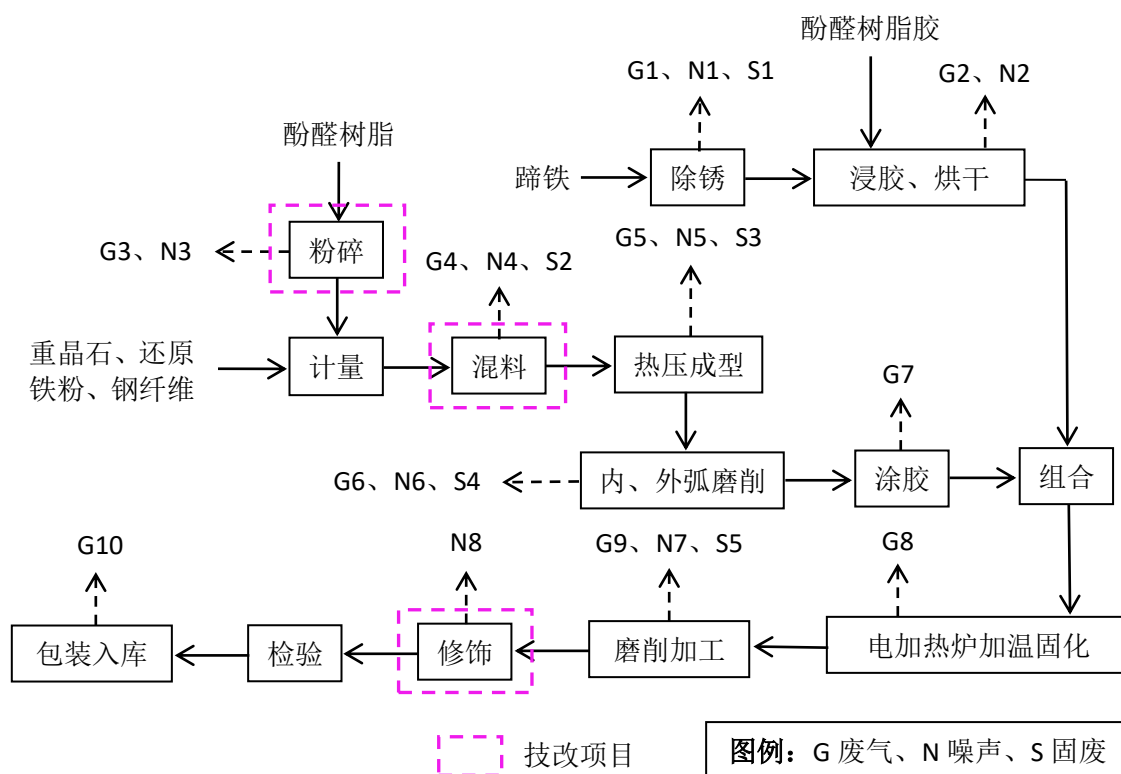 酚醛树脂胶
G1、N1、S1
G2、N2
酚醛树脂
蹄铁
除锈
浸胶、烘干
G3、N3
粉碎
G4、N4、S2
G5、N5、S3
重晶石、还原
铁粉、钢纤维
计量
混料
热压成型
G7
G6、N6、S4
内、外弧磨削
涂胶
组合
G10
N8
G9、N7、S5
G8
包装入库
检验
修饰
磨削加工
电加热炉加温固化
技改项目
图例：G 废气、N 噪声、S 固废